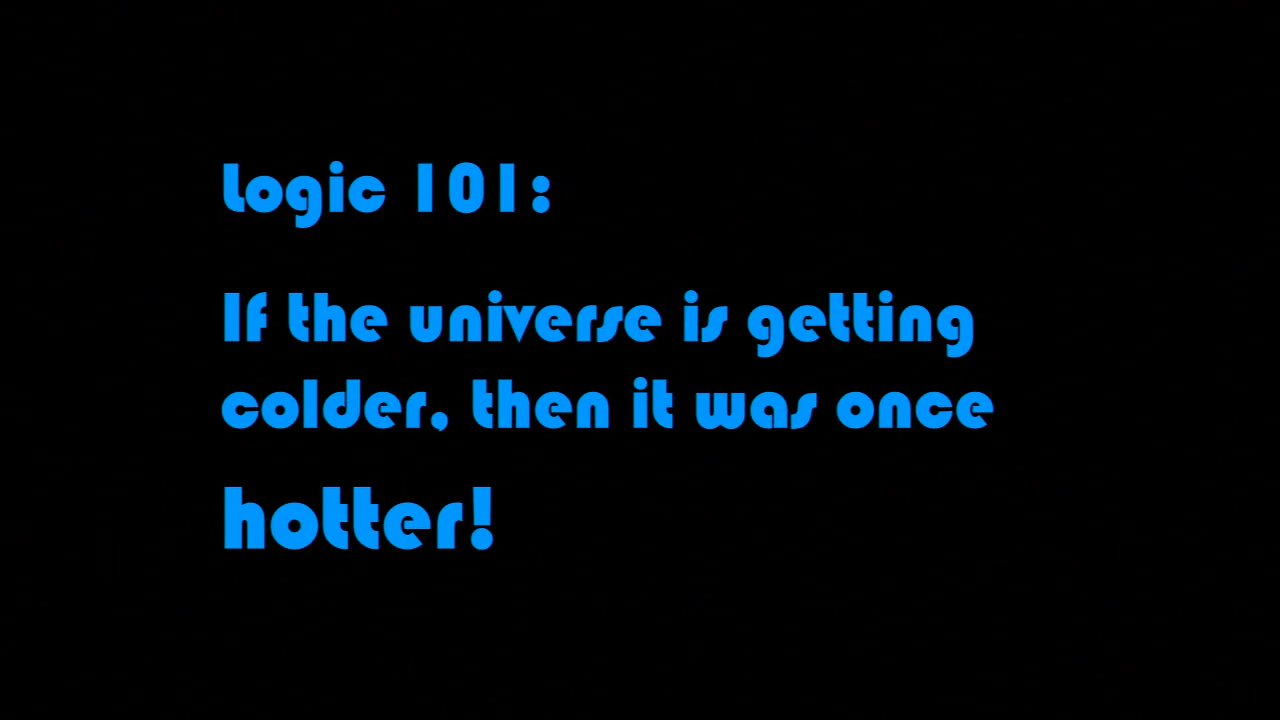 Logic 101:
If the universe is getting
colder, then it was once
hotter!